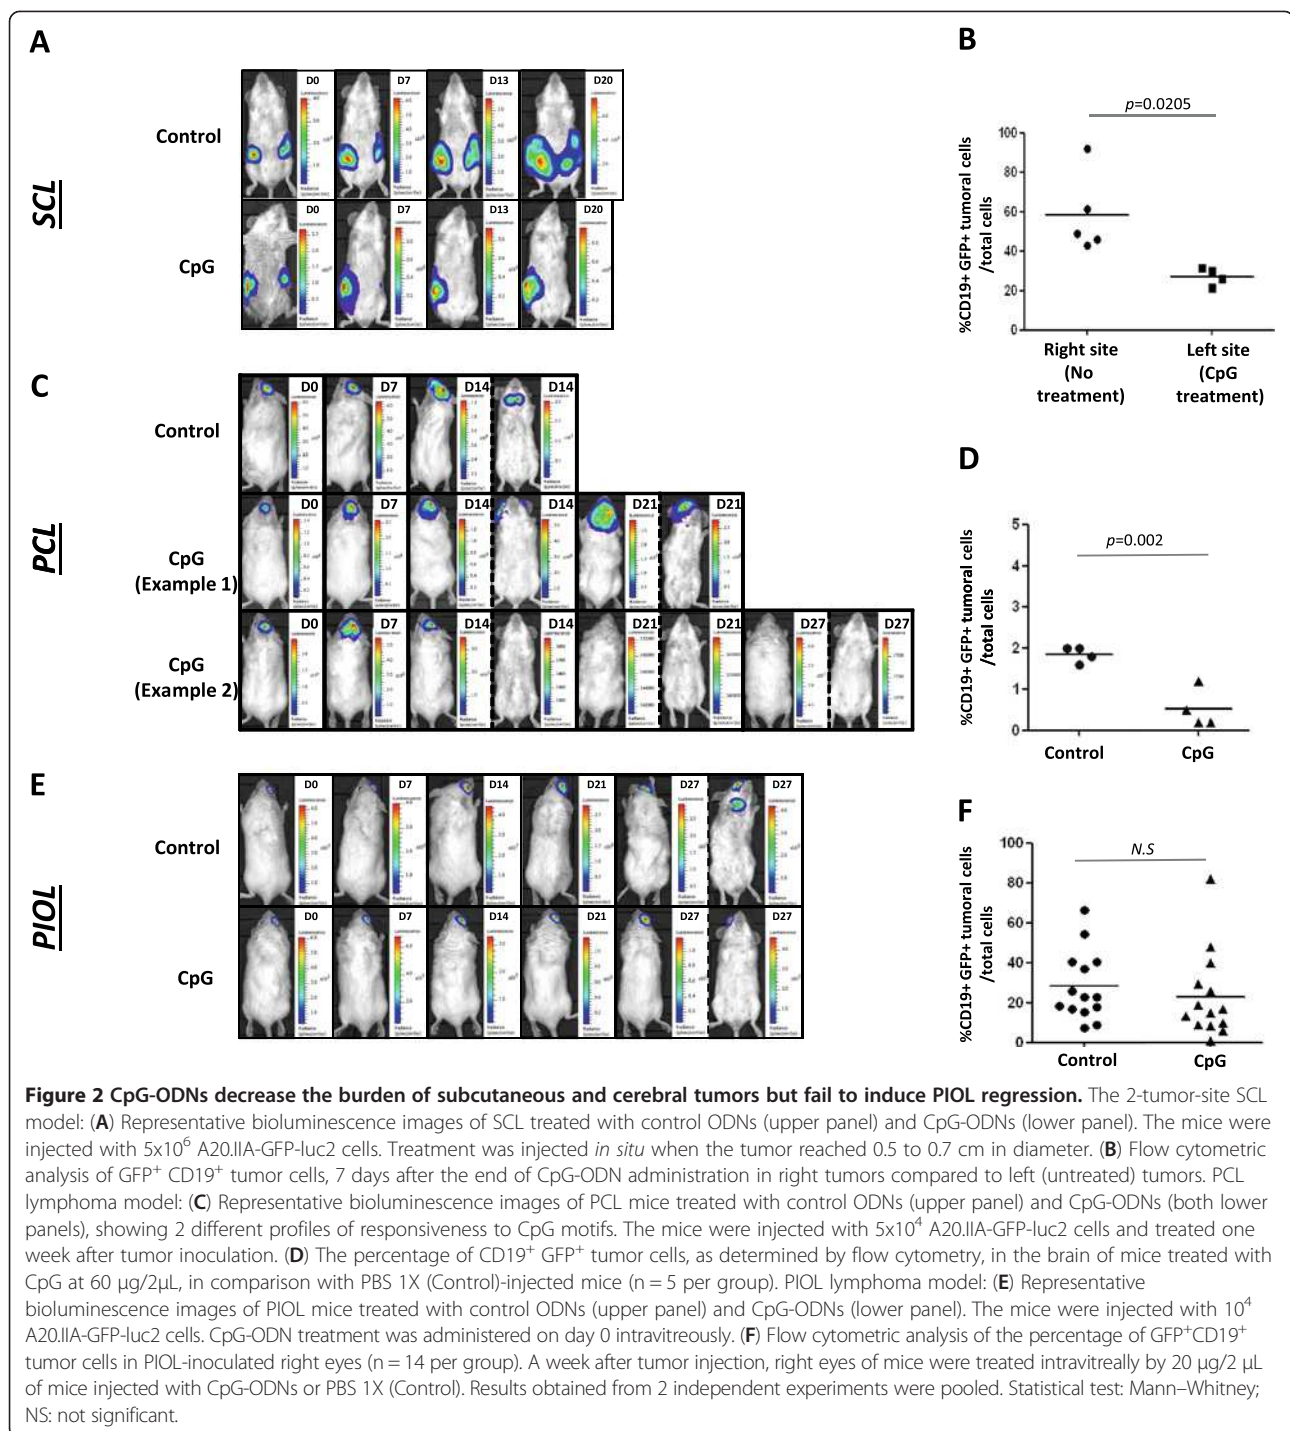 A
B
SCL
Control
D0
D7
D13
D20
CpG
D0
D7
D13
D20
p=0.0205
%CD19+ GFP+ tumoral cells
/total cells
100
80
60
40
20
0
Right site
(No
treatment)
Left site
(CpG
treatment)
C
PCL
Control
D0
D7
D14
D14
CpG
(Example 1)
D0
D7
D14
D14
D21
D21
CpG
(Example 2)
D0
D7
D14
D14
D21
D21
D27
D27
D
p=0.002
%CD19+ GFP+ tumoral cells
/total cells
5
4
3
2
1
0
Control
CpG
E
PIOL
Control
D0
D7
D14
D21
D27
D27
CpG
D0
D7
D14
D21
D27
D27
F
N.S
%CD19+ GFP+ tumoral cells
/total cells
100
80
60
40
20
0
Control
CpG
Figure 2 CpG-ODNs decrease the burden of subcutaneous and cerebral tumors but fail to induce PIOL regression. The 2-tumor-site SCL
model: (A) Representative bioluminescence images of SCL treated with control ODNs (upper panel) and CpG-ODNs (lower panel). The mice were
injected with 5x10⁶ A20.IIA-GFP-luc2 cells. Treatment was injected in situ when the tumor reached 0.5 to 0.7 cm in diameter. (B) Flow cytometric
analysis of GFP⁺ CD19⁺ tumor cells, 7 days after the end of CpG-ODN administration in right tumors compared to left (untreated) tumors. PCL
lymphoma model: (C) Representative bioluminescence images of PCL mice treated with control ODNs (upper panel) and CpG-ODNs (both lower
panels), showing 2 different profiles of responsiveness to CpG motifs. The mice were injected with 5x10⁴ A20.IIA-GFP-luc2 cells and treated one
week after tumor inoculation. (D) The percentage of CD19⁺ GFP⁺ tumor cells, as determined by flow cytometry, in the brain of mice treated with
CpG at 60 µg/2µL, in comparison with PBS 1X (Control)-injected mice (n = 5 per group). PIOL lymphoma model: (E) Representative
bioluminescence images of PIOL mice treated with control ODNs (upper panel) and CpG-ODNs (lower panel). The mice were injected with 10⁴
A20.IIA-GFP-luc2 cells. CpG-ODN treatment was administered on day 0 intravitreously. (F) Flow cytometric analysis of the percentage of GFP⁺CD19⁺
tumor cells in PIOL-inoculated right eyes (n = 14 per group). A week after tumor injection, right eyes of mice were treated intravitreally by 20 µg/2 µL
of mice injected with CpG-ODNs or PBS 1X (Control). Results obtained from 2 independent experiments were pooled. Statistical test: Mann–Whitney;
NS: not significant.